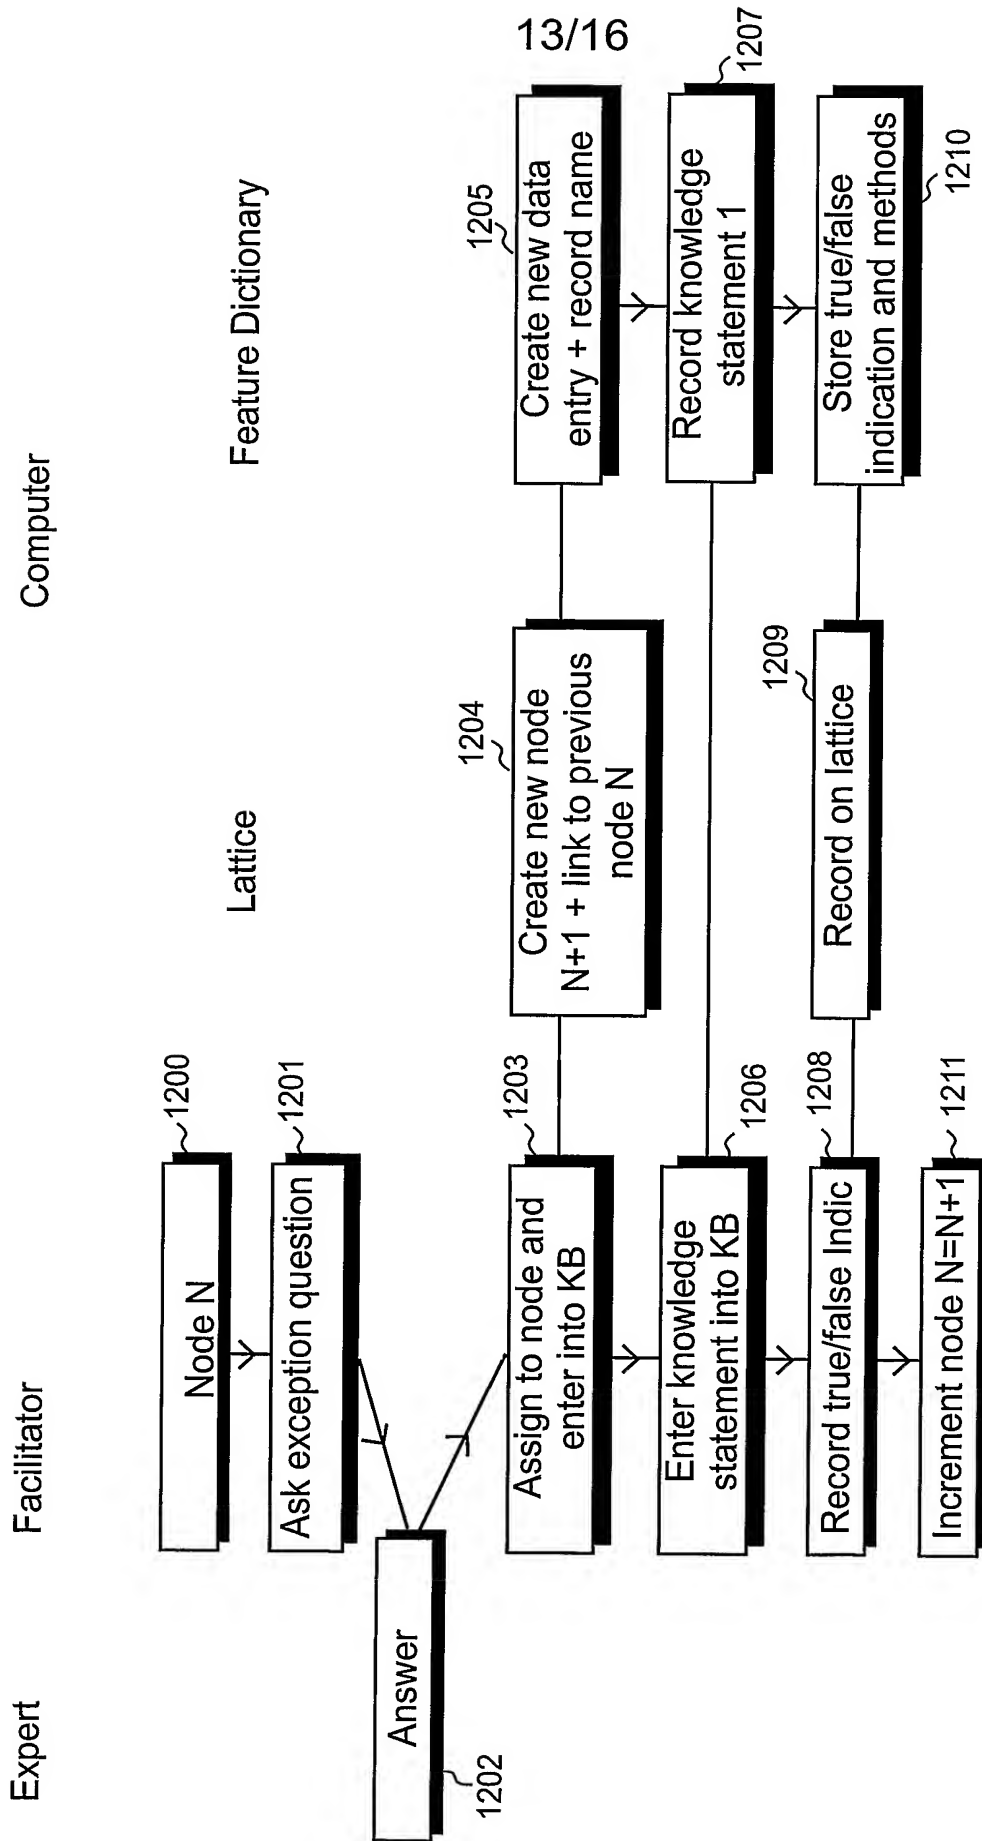 13/16
Computer
Expert
Facilitator
Lattice
Feature Dictionary
Node N
1200
Ask exception question
1201
Answer
1202
Assign to node and
enter into KB
1203
Create new node
N+1 + link to previous
node N
1204
Create new data
entry + record name
1205
Enter knowledge
statement into KB
1206
Record knowledge
statement 1
1207
Record true/false Indic
1208
Record on lattice
1209
Store true/false
indication and methods
1210
Increment node N=N+1
1211